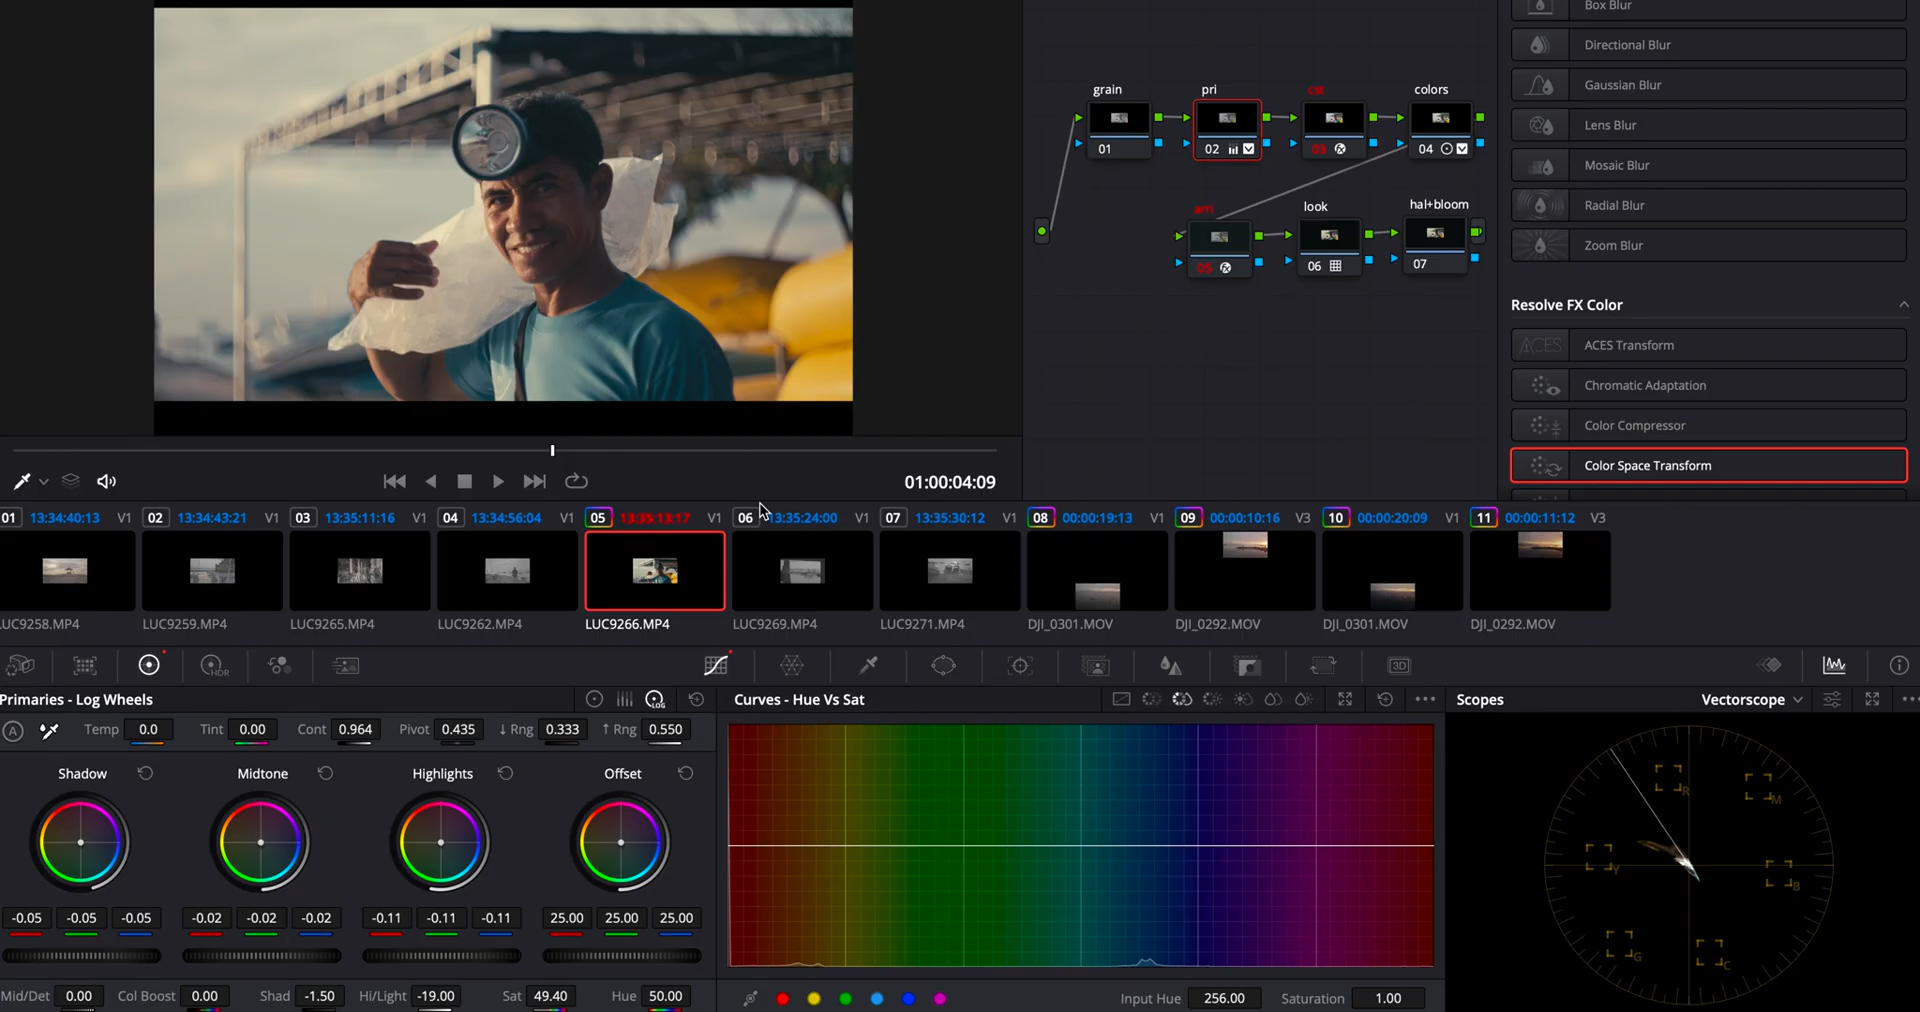 grain
pri
cst
colors
01
02
03
04
arri
look
hal+bloom
05
06
07
Box Blur
Directional Blur
Gaussian Blur
Lens Blur
Mosaic Blur
Radial Blur
Zoom Blur
Resolve FX Color
ACES
ACES Transform
Chromatic Adaptation
Color Compressor
Color Space Transform
01:00:04:09
01 13:34:40:13 V1
02 13:34:43:21 V1
03 13:35:11:16 V1
04 13:34:56:04 V1
05 13:35:13:17 V1
06 13:35:24:00 V1
07 13:35:30:12 V1
08 00:00:19:13 V1
09 00:00:10:16 V3
10 00:00:20:09 V1
11 00:00:11:12 V3
LUC9258.MP4
LUC9259.MP4
LUC9265.MP4
LUC9262.MP4
LUC9266.MP4
LUC9269.MP4
LUC9271.MP4
DJI_0301.MOV
DJI_0292.MOV
DJI_0301.MOV
DJI_0292.MOV
HDR
3D
Primaries - Log Wheels
LOG
A Temp 0.0 Tint 0.00 Cont 0.964 Pivot 0.435 ↓ Rng 0.333 ↑ Rng 0.550
Shadow
Midtone
Highlights
Offset
-0.05 -0.05 -0.05
-0.02 -0.02 -0.02
-0.11 -0.11 -0.11
25.00 25.00 25.00
Mid/Det 0.00 Col Boost 0.00 Shad -1.50 Hi/Light -19.00 Sat 49.40 Hue 50.00
Curves - Hue Vs Sat
Input Hue 256.00 Saturation 1.00
Scopes
Vectorscope
R
M
Y
B
G
C